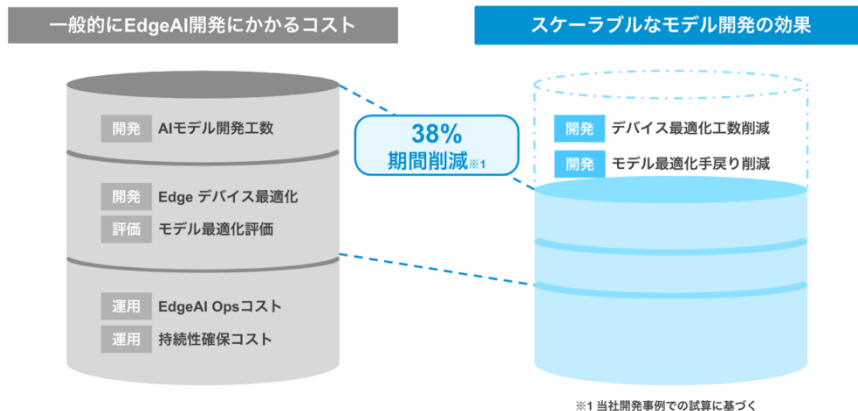 一般的にEdgeAI開発にかかるコスト
スケーラブルなモデル開発の効果
開発 AIモデル開発工数
開発 Edge デバイス最適化
評価 モデル最適化評価
運用 EdgeAI Opsコスト
運用 持続性確保コスト
38%
期間削減※1
開発 デバイス最適化工数削減
開発 モデル最適化手戻り削減
※1 当社開発事例での試算に基づく